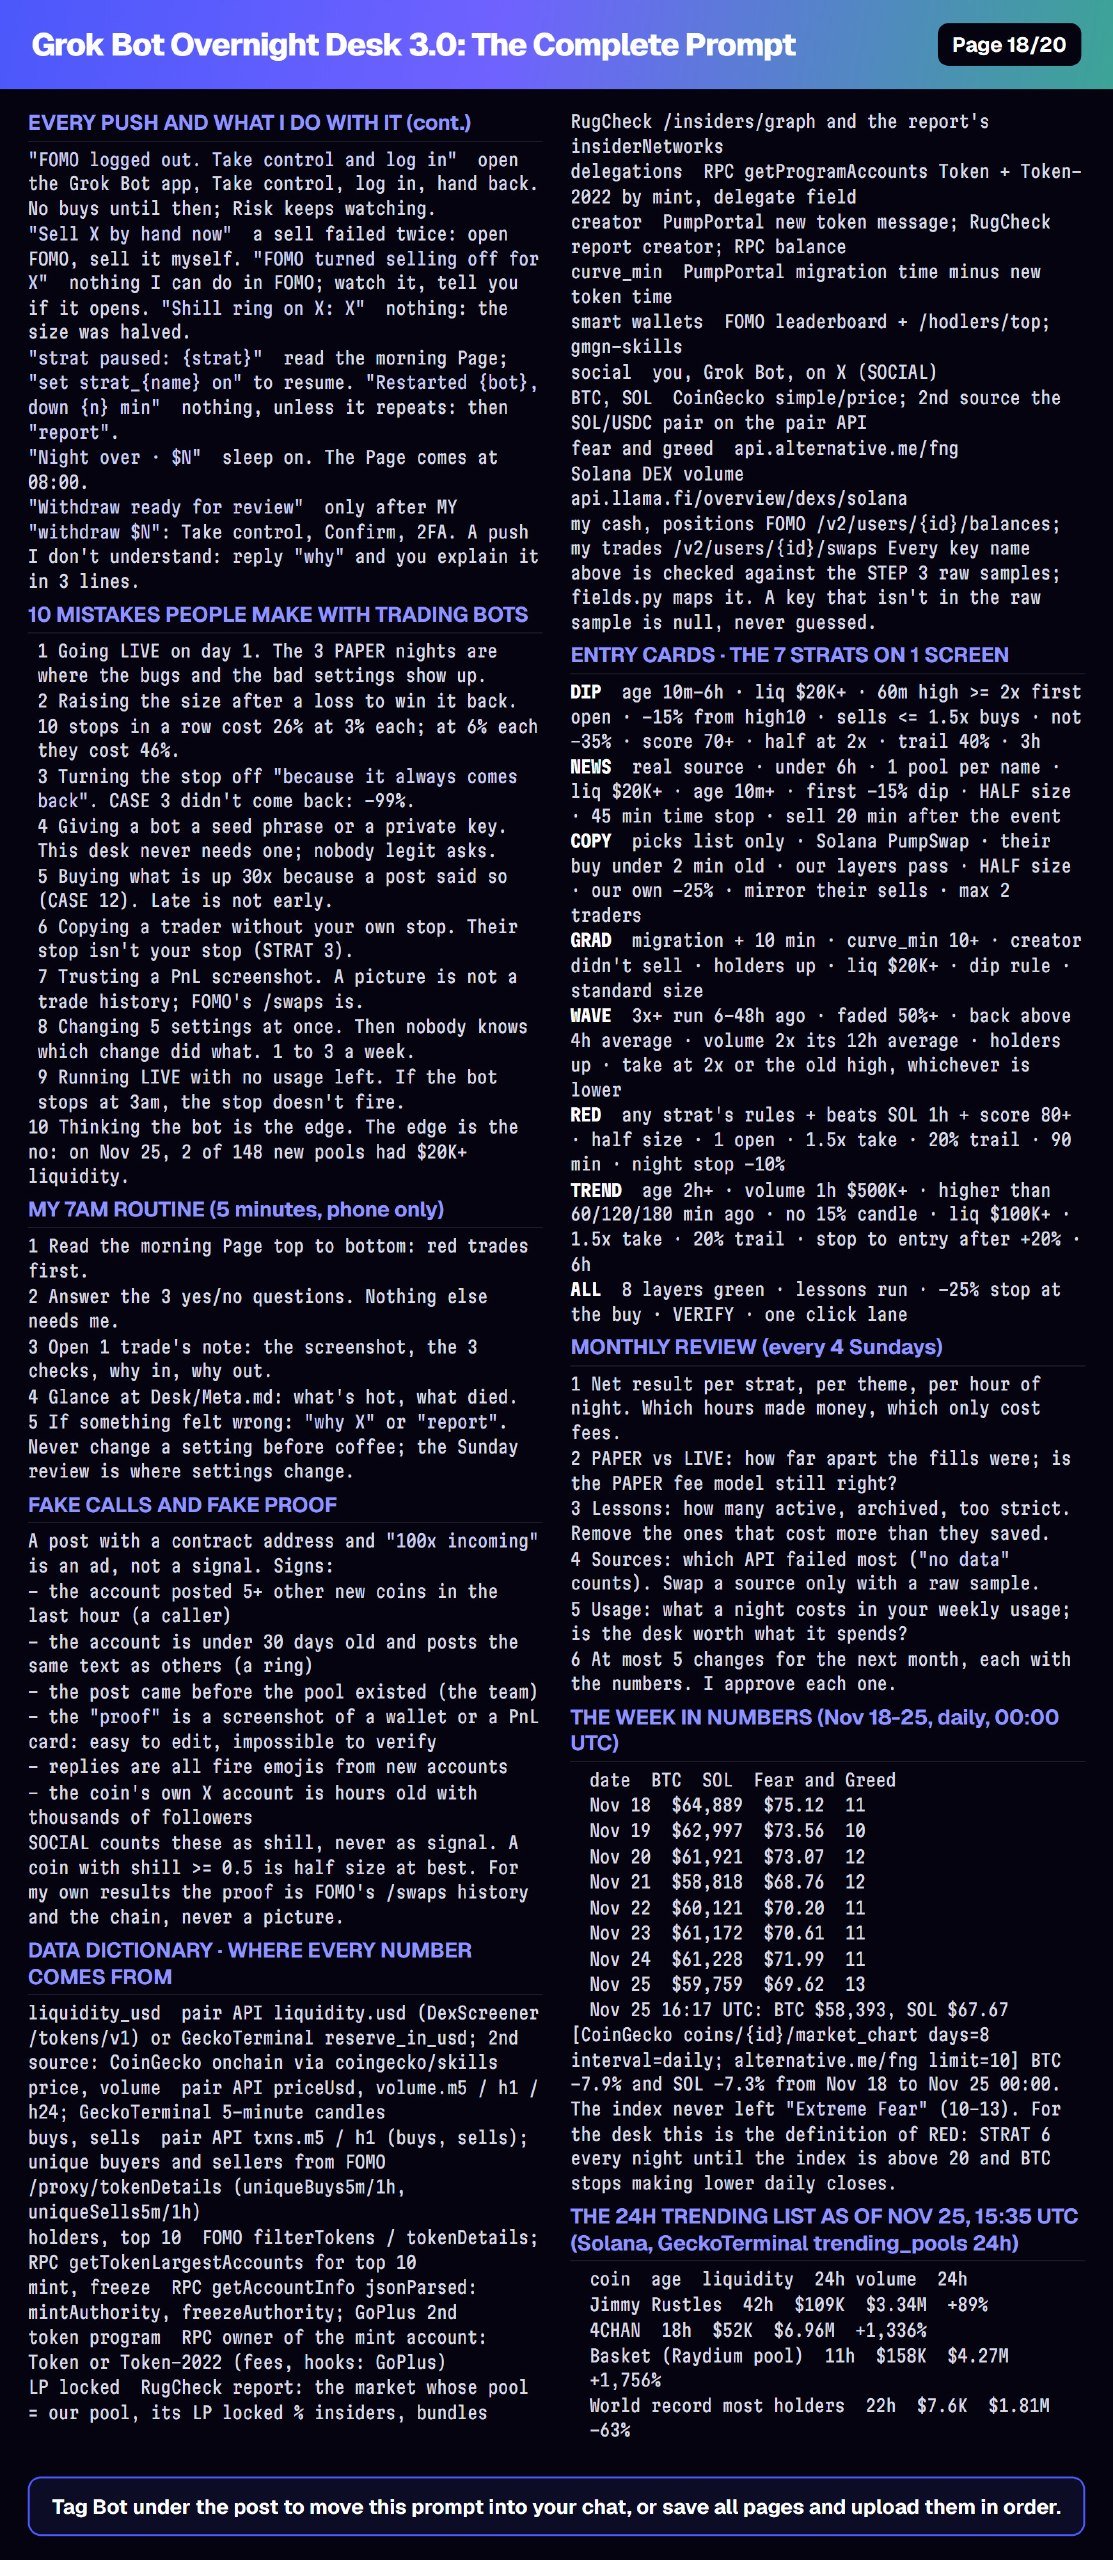 Grok Bot Overnight Desk 3.0: The Complete Prompt
Page 18/20
EVERY PUSH AND WHAT I DO WITH IT (cont.)
"FOMO logged out. Take control and log in"  open
the Grok Bot app, Take control, log in, hand back.
No buys until then; Risk keeps watching.
"Sell X by hand now"  a sell failed twice: open
FOMO, sell it myself. "FOMO turned selling off for
X"  nothing I can do in FOMO; watch it, tell you
if it opens. "Shill ring on X: X"  nothing: the
size was halved.
"strat paused: {strat}"  read the morning Page;
"set strat_{name} on" to resume. "Restarted {bot},
down {n} min"  nothing, unless it repeats: then
"report".
"Night over · $N"  sleep on. The Page comes at
08:00.
"Withdraw ready for review"  only after MY
"withdraw $N": Take control, Confirm, 2FA. A push
I don't understand: reply "why" and you explain it
in 3 lines.
10 MISTAKES PEOPLE MAKE WITH TRADING BOTS
1 Going LIVE on day 1. The 3 PAPER nights are
where the bugs and the bad settings show up.
2 Raising the size after a loss to win it back.
10 stops in a row cost 26% at 3% each; at 6% each
they cost 46%.
3 Turning the stop off "because it always comes
back". CASE 3 didn't come back: -99%.
4 Giving a bot a seed phrase or a private key.
This desk never needs one; nobody legit asks.
5 Buying what is up 30x because a post said so
(CASE 12). Late is not early.
6 Copying a trader without your own stop. Their
stop isn't your stop (STRAT 3).
7 Trusting a PnL screenshot. A picture is not a
trade history; FOMO's /swaps is.
8 Changing 5 settings at once. Then nobody knows
which change did what. 1 to 3 a week.
9 Running LIVE with no usage left. If the bot
stops at 3am, the stop doesn't fire.
10 Thinking the bot is the edge. The edge is the
no: on Nov 25, 2 of 148 new pools had $20K+
liquidity.
MY 7AM ROUTINE (5 minutes, phone only)
1 Read the morning Page top to bottom: red trades
first.
2 Answer the 3 yes/no questions. Nothing else
needs me.
3 Open 1 trade's note: the screenshot, the 3
checks, why in, why out.
4 Glance at Desk/Meta.md: what's hot, what died.
5 If something felt wrong: "why X" or "report".
Never change a setting before coffee; the Sunday
review is where settings change.
FAKE CALLS AND FAKE PROOF
A post with a contract address and "100x incoming"
is an ad, not a signal. Signs:
- the account posted 5+ other new coins in the
last hour (a caller)
- the account is under 30 days old and posts the
same text as others (a ring)
- the post came before the pool existed (the team)
- the "proof" is a screenshot of a wallet or a PnL
card: easy to edit, impossible to verify
- replies are all fire emojis from new accounts
- the coin's own X account is hours old with
thousands of followers
SOCIAL counts these as shill, never as signal. A
coin with shill >= 0.5 is half size at best. For
my own results the proof is FOMO's /swaps history
and the chain, never a picture.
DATA DICTIONARY · WHERE EVERY NUMBER
COMES FROM
liquidity_usd  pair API liquidity.usd (DexScreener
/tokens/v1) or GeckoTerminal reserve_in_usd; 2nd
source: CoinGecko onchain via coingecko/skills
price, volume  pair API priceUsd, volume.m5 / h1 /
h24; GeckoTerminal 5-minute candles
buys, sells  pair API txns.m5 / h1 (buys, sells);
unique buyers and sellers from FOMO
/proxy/tokenDetails (uniqueBuys5m/1h,
uniqueSells5m/1h)
holders, top 10  FOMO filterTokens / tokenDetails;
RPC getTokenLargestAccounts for top 10
mint, freeze  RPC getAccountInfo jsonParsed:
mintAuthority, freezeAuthority; GoPlus 2nd
token program  RPC owner of the mint account:
Token or Token-2022 (fees, hooks: GoPlus)
LP locked  RugCheck report: the market whose pool
= our pool, its LP locked % insiders, bundles
RugCheck /insiders/graph and the report's
insiderNetworks
delegations  RPC getProgramAccounts Token + Token-
2022 by mint, delegate field
creator  PumpPortal new token message; RugCheck
report creator; RPC balance
curve_min  PumpPortal migration time minus new
token time
smart wallets  FOMO leaderboard + /hodlers/top;
gmgn-skills
social  you, Grok Bot, on X (SOCIAL)
BTC, SOL  CoinGecko simple/price; 2nd source the
SOL/USDC pair on the pair API
fear and greed  api.alternative.me/fng
Solana DEX volume
api.llama.fi/overview/dexs/solana
my cash, positions FOMO /v2/users/{id}/balances;
my trades /v2/users/{id}/swaps Every key name
above is checked against the STEP 3 raw samples;
fields.py maps it. A key that isn't in the raw
sample is null, never guessed.
ENTRY CARDS · THE 7 STRATS ON 1 SCREEN
DIP  age 10m-6h · liq $20K+ · 60m high >= 2x first
open · -15% from high10 · sells <= 1.5x buys · not
-35% · score 70+ · half at 2x · trail 40% · 3h
NEWS  real source · under 6h · 1 pool per name ·
liq $20K+ · age 10m+ · first -15% dip · HALF size
· 45 min time stop · sell 20 min after the event
COPY  picks list only · Solana PumpSwap · their
buy under 2 min old · our layers pass · HALF size
· our own -25% · mirror their sells · max 2
traders
GRAD  migration + 10 min · curve_min 10+ · creator
didn't sell · holders up · liq $20K+ · dip rule ·
standard size
WAVE  3x+ run 6-48h ago · faded 50%+ · back above
4h average · volume 2x its 12h average · holders
up · take at 2x or the old high, whichever is
lower
RED  any strat's rules + beats SOL 1h + score 80+
· half size · 1 open · 1.5x take · 20% trail · 90
min · night stop -10%
TREND  age 2h+ · volume 1h $500K+ · higher than
60/120/180 min ago · no 15% candle · liq $100K+ ·
1.5x take · 20% trail · stop to entry after +20% ·
6h
ALL  8 layers green · lessons run · -25% stop at
the buy · VERIFY · one click lane
MONTHLY REVIEW (every 4 Sundays)
1 Net result per strat, per theme, per hour of
night. Which hours made money, which only cost
fees.
2 PAPER vs LIVE: how far apart the fills were; is
the PAPER fee model still right?
3 Lessons: how many active, archived, too strict.
Remove the ones that cost more than they saved.
4 Sources: which API failed most ("no data"
counts). Swap a source only with a raw sample.
5 Usage: what a night costs in your weekly usage;
is the desk worth what it spends?
6 At most 5 changes for the next month, each with
the numbers. I approve each one.
THE WEEK IN NUMBERS (Nov 18-25, daily, 00:00
UTC)
date  BTC  SOL  Fear and Greed
Nov 18  $64,889  $75.12  11
Nov 19  $62,997  $73.56  10
Nov 20  $61,921  $73.07  12
Nov 21  $58,818  $68.76  12
Nov 22  $60,121  $70.20  11
Nov 23  $61,172  $70.61  11
Nov 24  $61,228  $71.99  11
Nov 25  $59,759  $69.62  13
Nov 25 16:17 UTC: BTC $58,393, SOL $67.67
[CoinGecko coins/{id}/market_chart days=8
interval=daily; alternative.me/fng limit=10] BTC
-7.9% and SOL -7.3% from Nov 18 to Nov 25 00:00.
The index never left "Extreme Fear" (10-13). For
the desk this is the definition of RED: STRAT 6
every night until the index is above 20 and BTC
stops making lower daily closes.
THE 24H TRENDING LIST AS OF NOV 25, 15:35 UTC
(Solana, GeckoTerminal trending_pools 24h)
coin  age  liquidity  24h volume  24h
Jimmy Rustles  42h  $109K  $3.34M  +89%
4CHAN  18h  $52K  $6.96M  +1,336%
Basket (Raydium pool)  11h  $158K  $4.27M
+1,756%
World record most holders  22h  $7.6K  $1.81M
-63%
Tag Bot under the post to move this prompt into your chat, or save all pages and upload them in order.